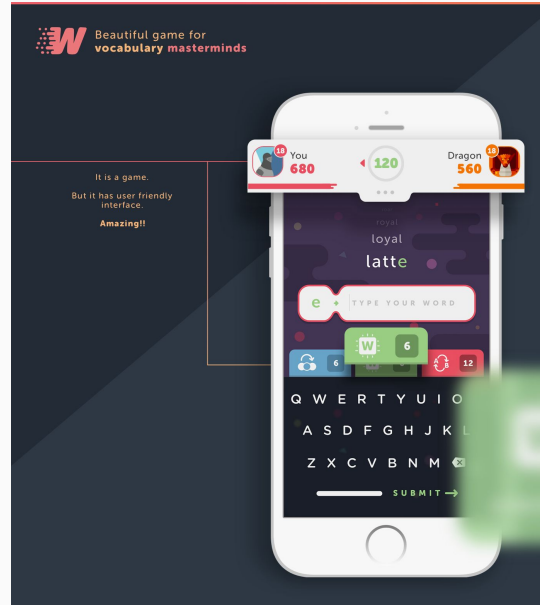 W
Beautiful game for
vocabulary masterminds
It is a game.
But it has user friendly
interface.
Amazing!!
18
You
680
120
Dragon
560
18
royal
loyal
latte
e + TYPE YOUR WORD
W 6
6
A B 12
Q W E R T Y U I O
A S D F G H J K L
Z X C V B N M X
SUBMIT →